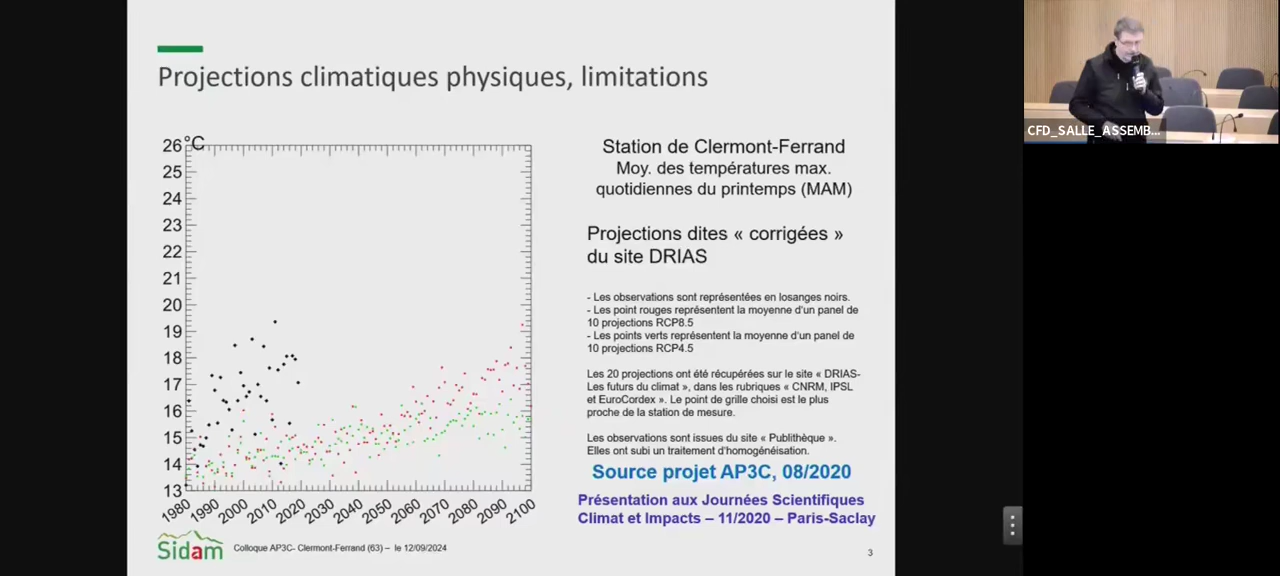 Projections climatiques physiques, limitations
°C
26
25
24
23
22
21
20
19
18
17
16
15
14
13
1980
1990
2000
2010
2020
2030
2040
2050
2060
2070
2080
2090
2100
Station de Clermont-Ferrand
Moy. des températures max.
quotidiennes du printemps (MAM)
Projections dites « corrigées »
du site DRIAS
- Les observations sont représentées en losanges noirs.
- Les point rouges représentent la moyenne d'un panel de
10 projections RCP8.5
- Les points verts représentent la moyenne d'un panel de
10 projections RCP4.5
Les 20 projections ont été récupérées sur le site « DRIAS-
Les futurs du climat », dans les rubriques « CNRM, IPSL
et EuroCordex ». Le point de grille choisi est le plus
proche de la station de mesure.
Les observations sont issues du site « Publithèque ».
Elles ont subi un traitement d'homogénéisation.
Source projet AP3C, 08/2020
Présentation aux Journées Scientifiques
Climat et Impacts – 11/2020 – Paris-Saclay
Sidam
Colloque AP3C- Clermont-Ferrand (63) – le 12/09/2024
3
CFD_SALLE_ASSEMB...